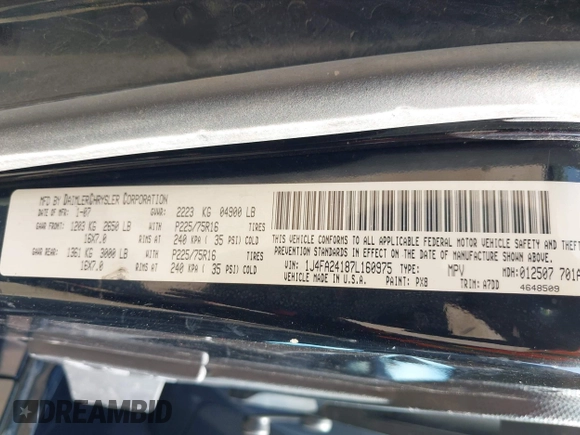 MFD BY DAIMLERCHRYSLER CORPORATION
DATE OF MFR: 1-07 GVWR: 2223 KG 04900 LB
GAWR FRONT: 1203 KG 2650 LB P225/75R16 TIRES
16X7.0 RIMS AT 240 KPA ( 35 PSI) COLD
GAWR REAR: 1361 KG 3000 LB P225/75R16 TIRES
16X7.0 RIMS AT 240 KPA ( 35 PSI) COLD
THIS VEHICLE CONFORMS TO ALL APPLICABLE FEDERAL MOTOR VEHICLE SAFETY, BUMPER, AND THEFT PREVENTION STANDARDS IN EFFECT ON THE DATE OF MANUFACTURE SHOWN ABOVE.
VIN: 1J4FA24187L160975 TYPE: MPV MDH: 012507 701A
MADE IN U.S.A. PAINT: PXB TRIM: A7DD
4648509
DREAMBID